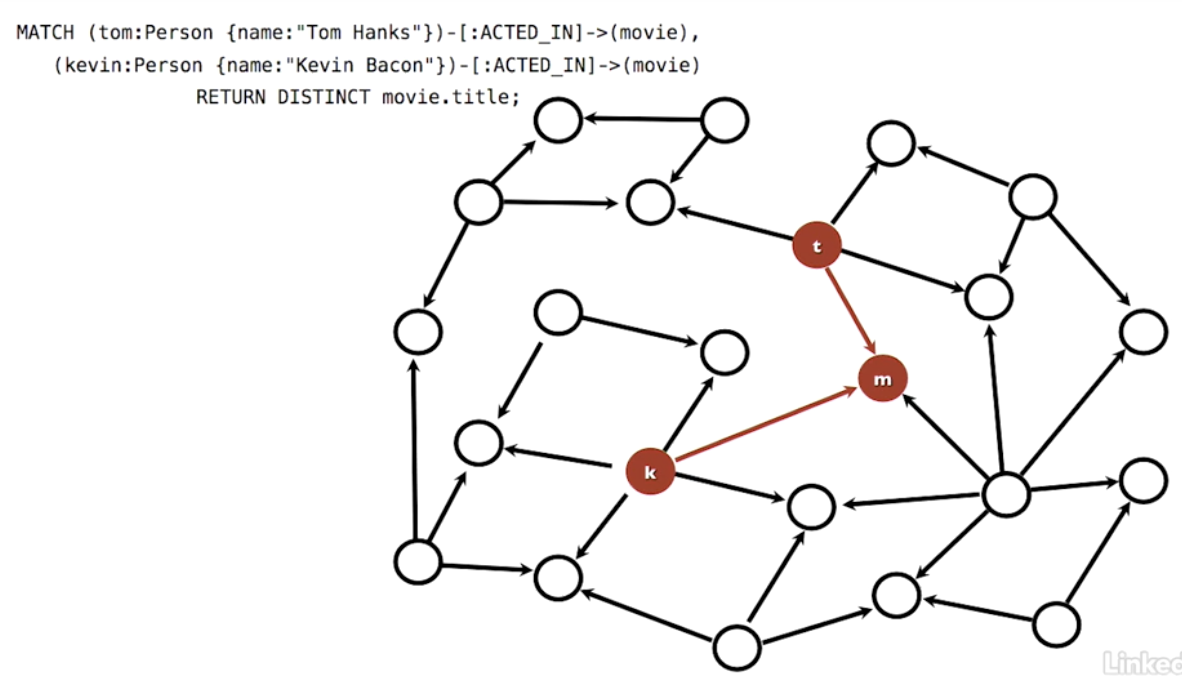 MATCH (tom:Person {name:"Tom Hanks"})-[:ACTED_IN]->(movie),
(kevin:Person {name:"Kevin Bacon"})-[:ACTED_IN]->(movie)
RETURN DISTINCT movie.title;
t
m
k
Linked